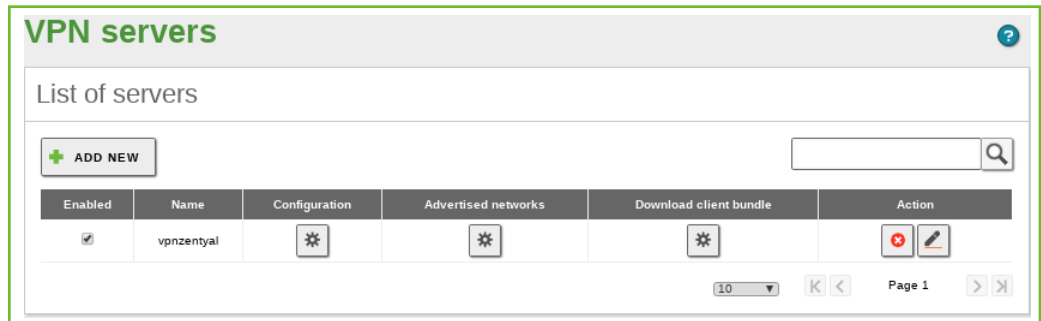 VPN servers
?
List of servers
ADD NEW
Enabled Name Configuration Advertised networks Download client bundle Action
vpnzentyal
10 Page 1